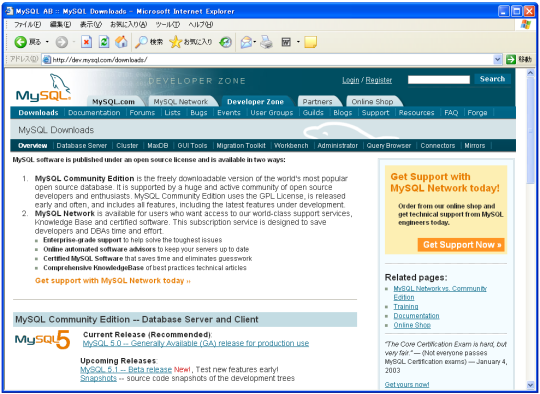 MySQL AB :: MySQL Downloads - Microsoft Internet Explorer
ファイル(F) 編集(E) 表示(V) お気に入り(A) ツール(T) ヘルプ(H)
戻る 検索 お気に入り
アドレス(D) http://dev.mysql.com/downloads/ 移動
MySQL DEVELOPER ZONE Login / Register Search
MySQL.com MySQL Network Developer Zone Partners Online Shop
Downloads Documentation Forums Lists Bugs Events User Groups Guilds Blogs Support Resources FAQ Forge
MySQL Downloads
Overview Database Server Cluster MaxDB GUI Tools Migration Toolkit Workbench Administrator Query Browser Connectors Mirrors
MySQL software is published under an open source license and is available in two ways:
1. MySQL Community Edition is the freely downloadable version of the world's most popular
open source database. It is supported by a huge and active community of open source
developers and enthusiasts. MySQL Community Edition uses the GPL License, is released
early and often, and includes all features, including the latest features under development.
2. MySQL Network is available for users who want access to our world-class support services,
Knowledge Base and certified software. This subscription service is designed to save
developers and DBAs time and effort.
Enterprise-grade support to help solve the toughest issues
Online automated software advisors to keep your servers up to date
Certified MySQL Software that saves time and eliminates guesswork
Comprehensive KnowledgeBase of best practices technical articles
Get support with MySQL Network today »
MySQL Community Edition -- Database Server and Client
MySQL 5
Current Release (Recommended):
MySQL 5.0 -- Generally Available (GA) release for production use
Upcoming Releases:
MySQL 5.1 -- Beta release New!, Test new features early!
Snapshots -- source code snapshots of the development trees
Get Support with
MySQL Network today!
Order from our online shop and
get technical support from MySQL
engineers today.
Get Support Now »
Related pages:
MySQL Network vs. Community
Edition
Training
Documentation
Online Shop
"The Core Certification Exam is hard, but
very fair." — (Not everyone passes
MySQL Certification exams) — January 4,
2003
Get yours now!